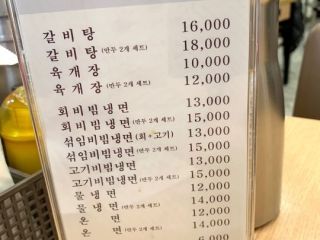 갈비탕 16,000
갈비탕(만두 2개 세트) 18,000
육개장 10,000
육개장(만두 2개 세트) 12,000
회비빔냉면 13,000
회비빔냉면(만두 2개 세트) 15,000
섞임비빔냉면(회+고기) 13,000
섞임비빔냉면(만두 2개 세트) 15,000
고기비빔냉면 13,000
고기비빔냉면(만두 2개 세트) 15,000
물냉면 12,000
물냉면(만두 2개 세트) 14,000
온면 12,000
온면(만두 2개 세트) 14,000
6,000